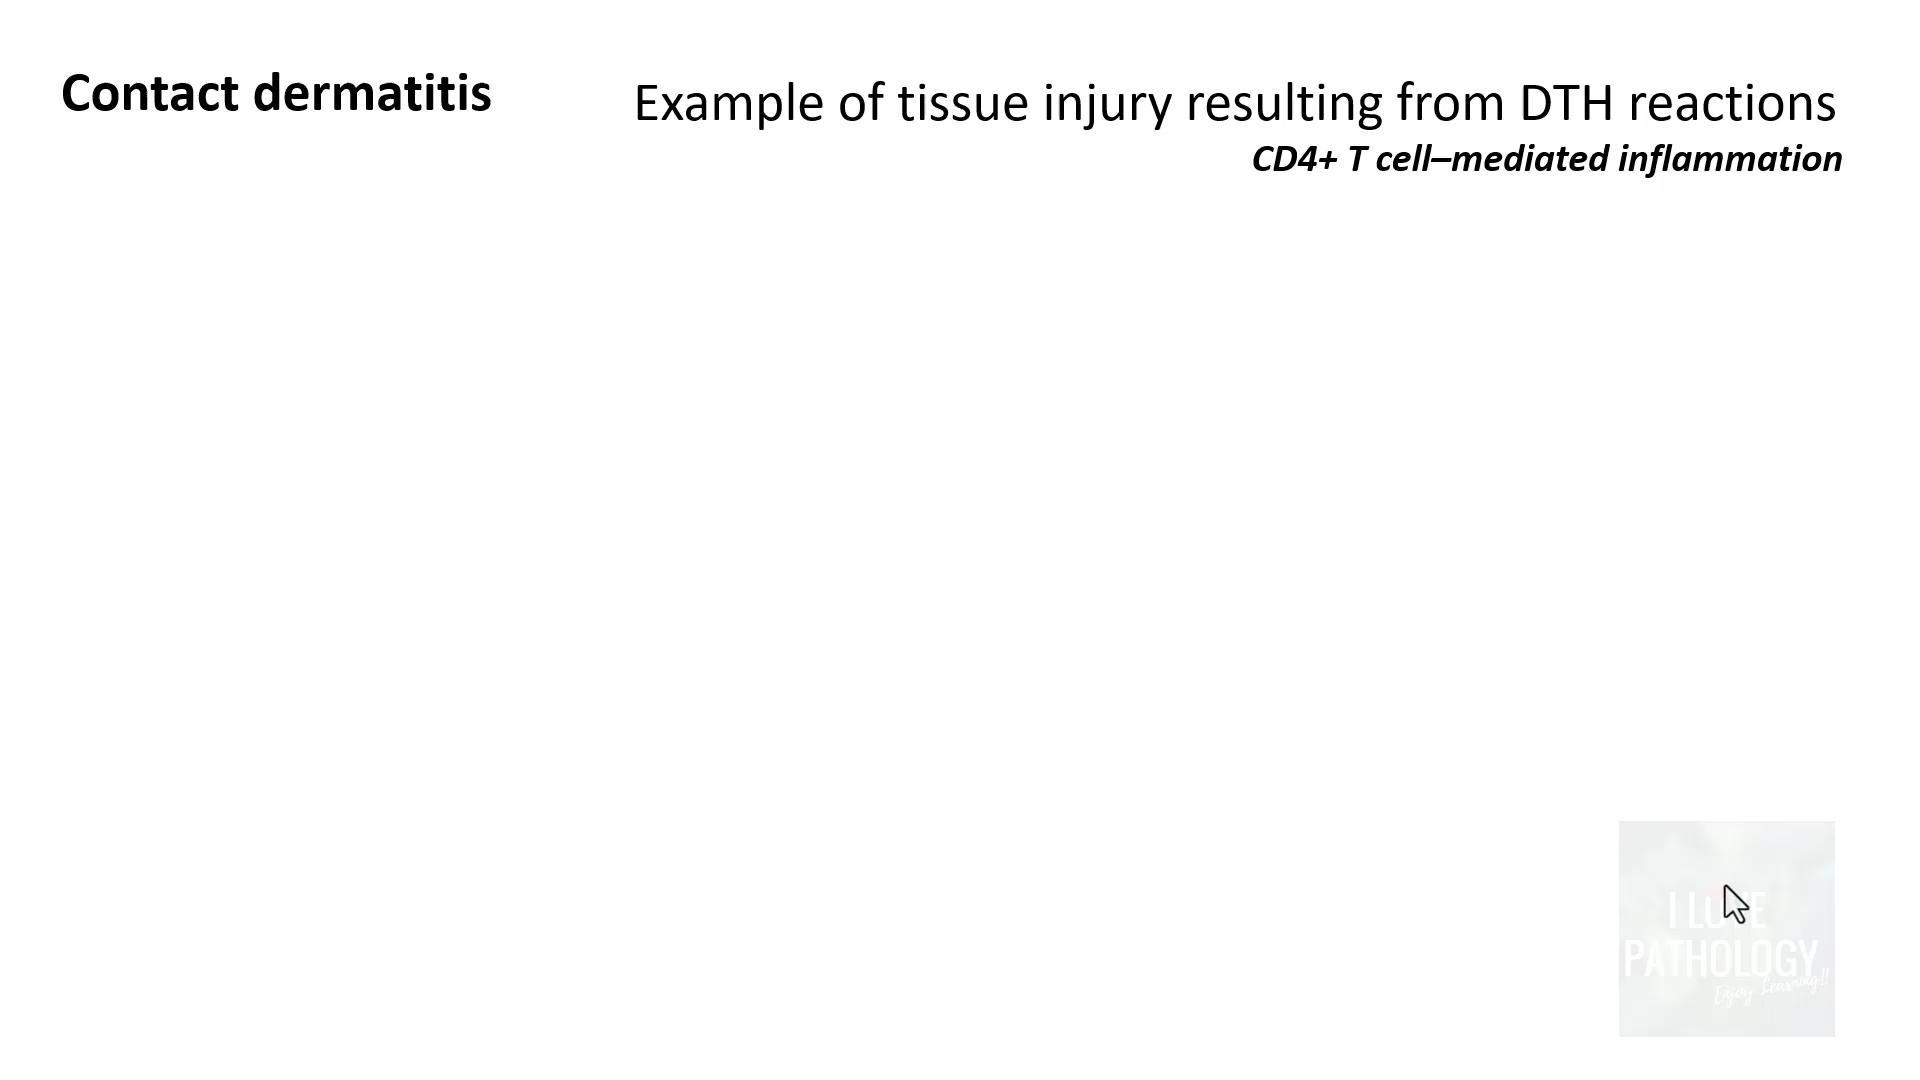 Contact dermatitis
Example of tissue injury resulting from DTH reactions
CD4+ T cell–mediated inflammation
I LOVE
PATHOLOGY
Enjoy Learning!!